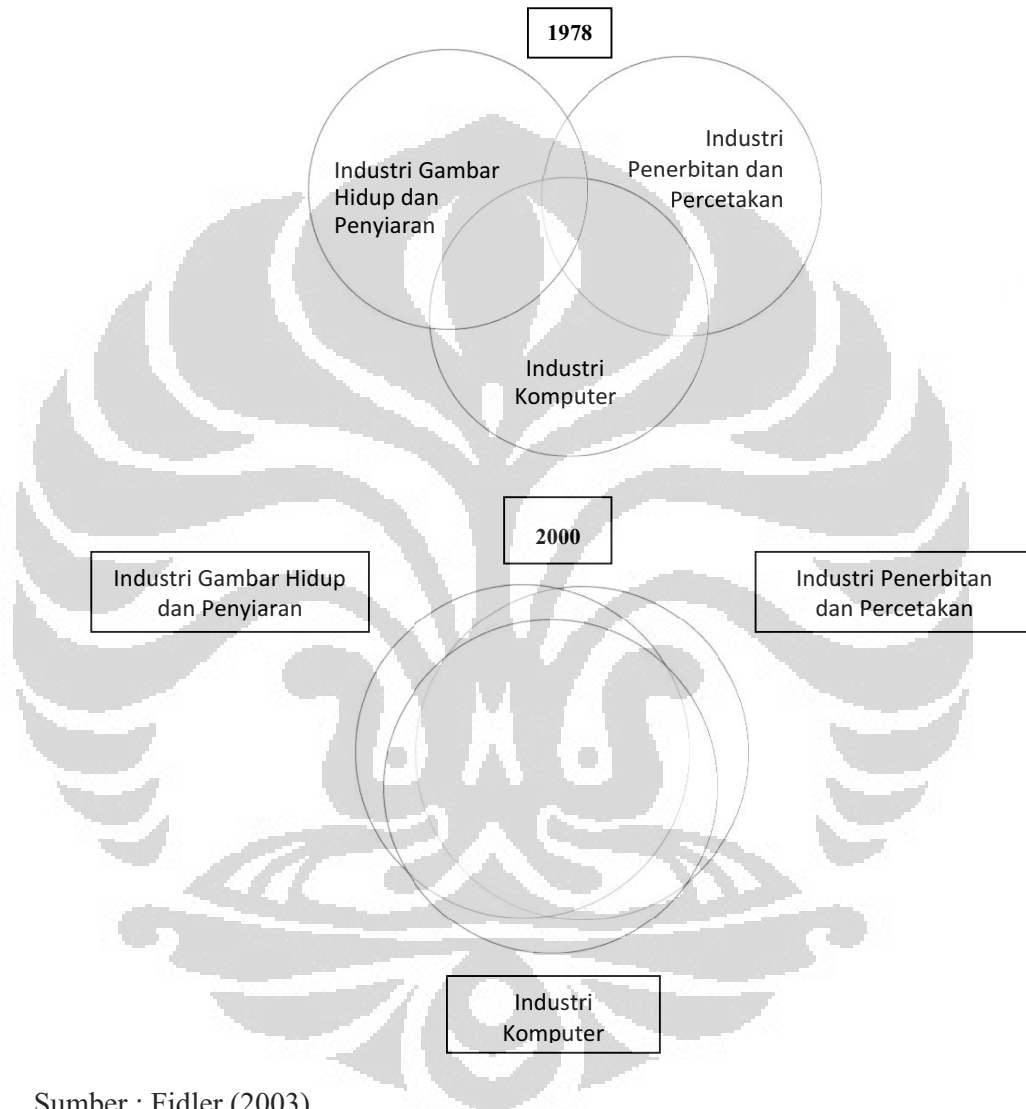 1978
Industri Gambar
Hidup dan
Penyiaran
Industri
Penerbitan dan
Percetakan
Industri
Komputer
2000
Industri Gambar Hidup
dan Penyiaran
Industri Penerbitan
dan Percetakan
Industri
Komputer
Sumber : Fidler (2003)